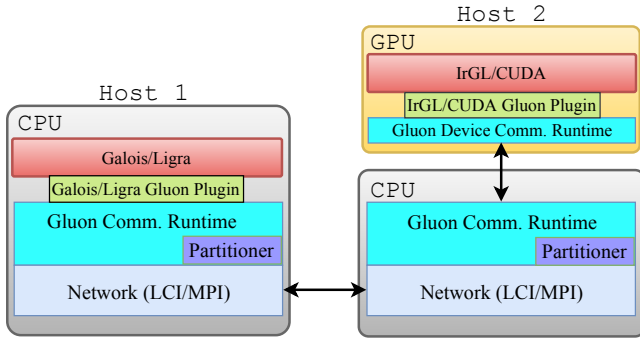 Host 1
CPU
Galois/Ligra
Galois/Ligra Gluon Plugin
Gluon Comm. Runtime
Partitioner
Network (LCI/MPI)
Host 2
GPU
IrGL/CUDA
IrGL/CUDA Gluon Plugin
Gluon Device Comm. Runtime
CPU
Gluon Comm. Runtime
Partitioner
Network (LCI/MPI)